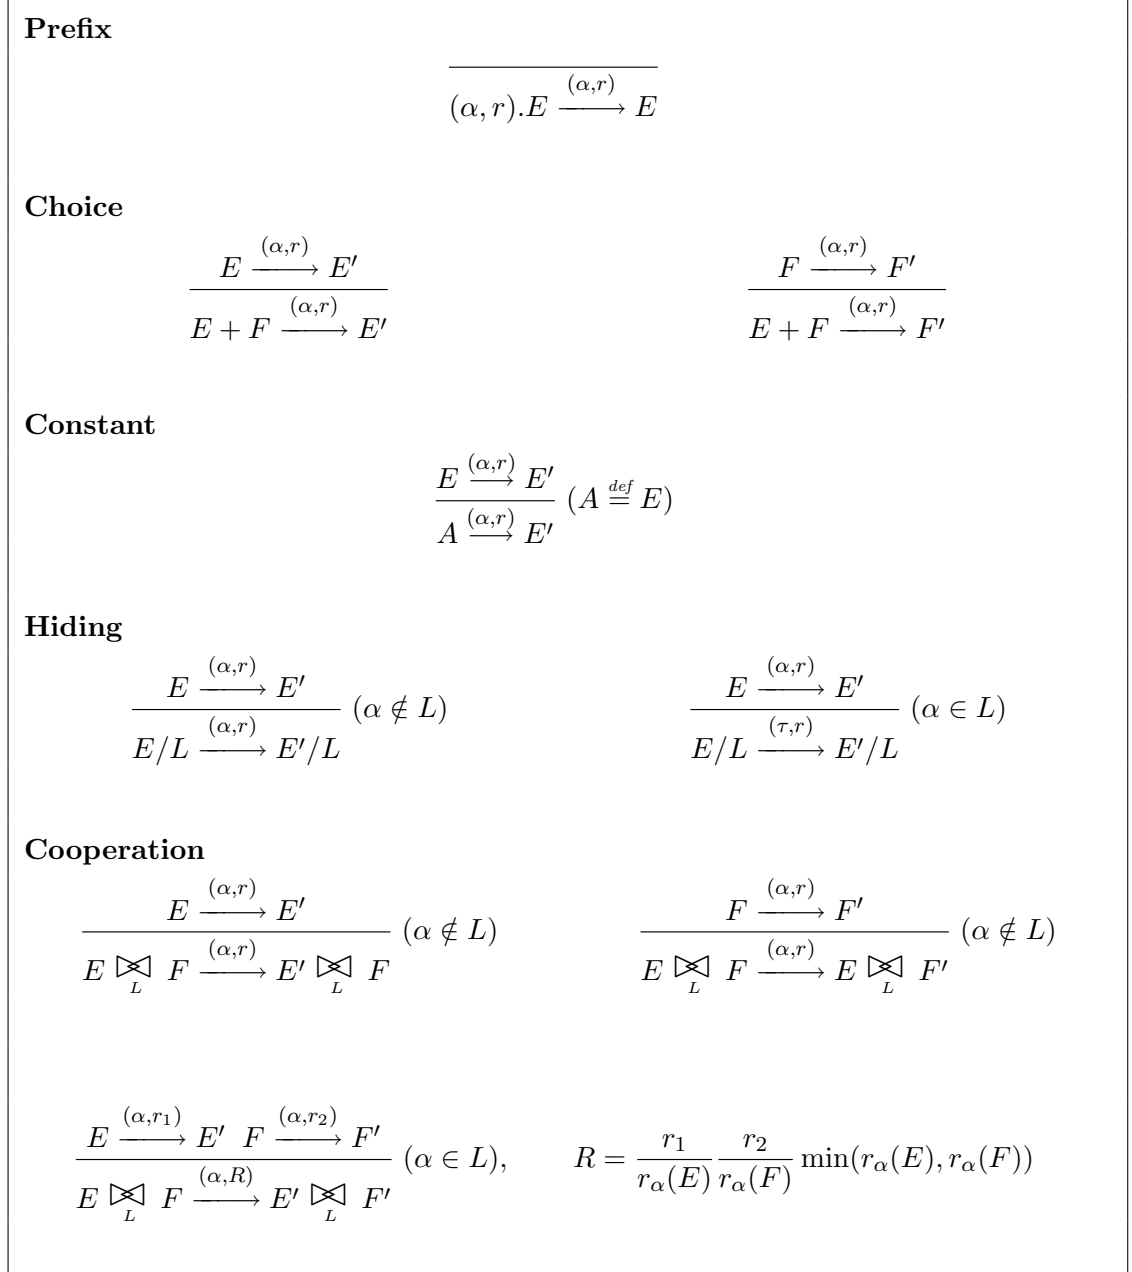 Prefix
(α, r).E —(α,r)→ E
Choice
E —(α,r)→ E′    F —(α,r)→ F′
E + F —(α,r)→ E′    E + F —(α,r)→ F′
Constant
E —(α,r)→ E′
A —(α,r)→ E′ (A ≝ E)
Hiding
E —(α,r)→ E′ (α ∉ L)    E —(α,r)→ E′ (α ∈ L)
E/L —(α,r)→ E′/L    E/L —(τ,r)→ E′/L
Cooperation
E —(α,r)→ E′ (α ∉ L)    F —(α,r)→ F′ (α ∉ L)
E ⋈_L F —(α,r)→ E′ ⋈_L F    E ⋈_L F —(α,r)→ E ⋈_L F′
E —(α,r₁)→ E′ F —(α,r₂)→ F′ (α ∈ L),
E ⋈_L F —(α,R)→ E′ ⋈_L F′
R = r₁/r_α(E) r₂/r_α(F) min(r_α(E), r_α(F))